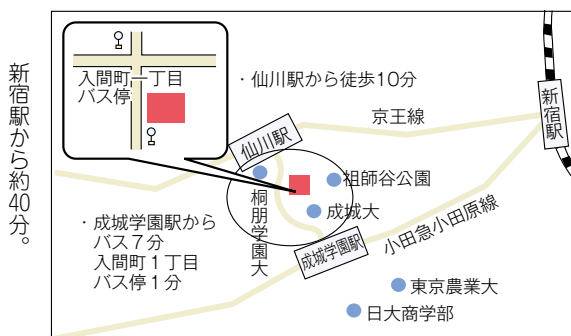 新宿駅から約40分。
入間町一丁目
バス停
・仙川駅から徒歩10分
京王線
新宿駅
仙川駅
祖師谷公園
桐朋学園大
成城大
・成城学園駅から
バス7分
入間町1丁目
バス停1分
成城学園駅
小田急小田原線
東京農業大
日大商学部